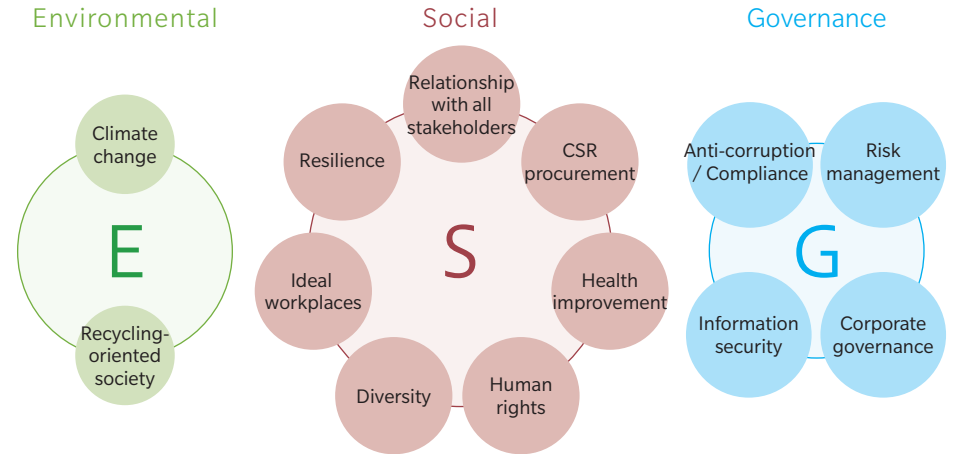 Environmental
Climate
change
E
Recycling-
oriented
society
Social
Relationship
with all
stakeholders
Resilience
CSR
procurement
S
Ideal
workplaces
Health
improvement
Diversity
Human
rights
Governance
Anti-corruption
/ Compliance
Risk
management
G
Information
security
Corporate
governance